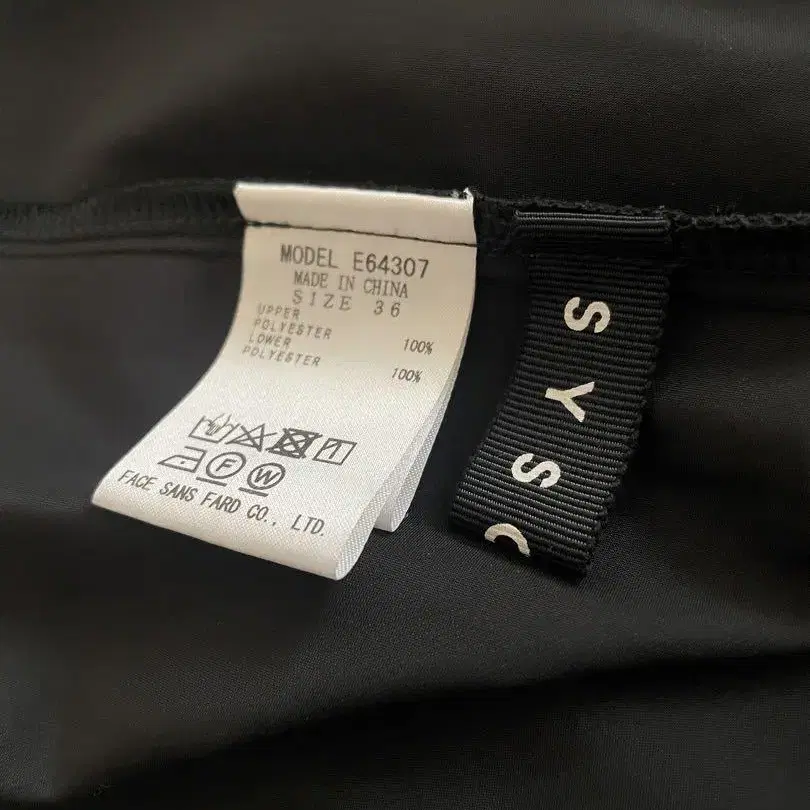 MODEL E64307
MADE IN CHINA
SIZE 36
UPPER
POLYESTER 100%
LOWER
POLYESTER 100%
F W
FACE SANS FARD CO., LTD.
SYSC